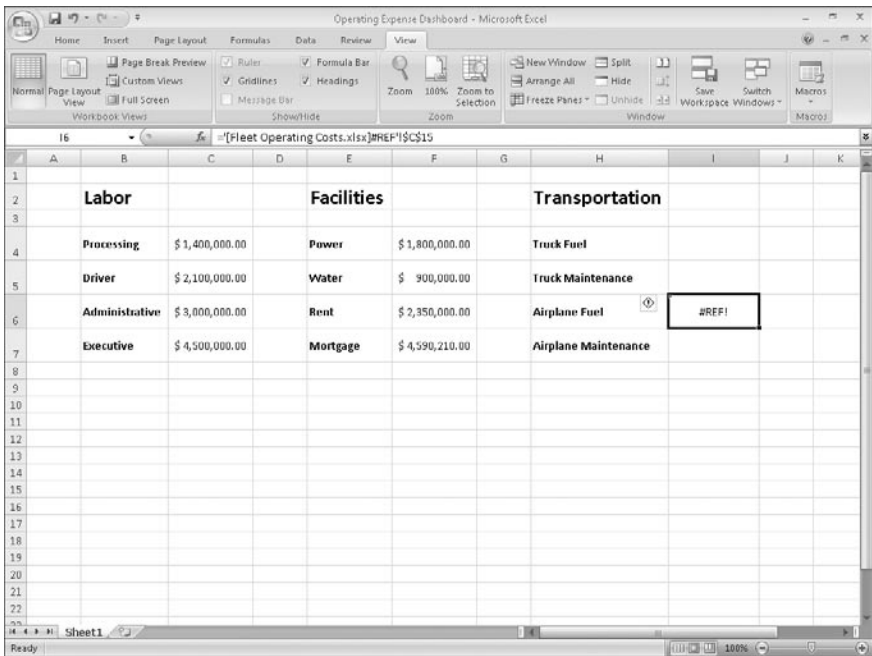 Operating Expense Dashboard - Microsoft Excel
Home Insert Page Layout Formulas Data Review View
Normal Page Layout View
Page Break Preview
Custom Views
Full Screen
Workbook Views
Ruler
Gridlines
Message Bar
Formula Bar
Headings
Show/Hide
Zoom 100% Zoom to Selection
Zoom
New Window
Arrange All
Freeze Panes
Split
Hide
Unhide
Save Workspace
Switch Windows
Window
Macros
Macros
I6 fx ='[Fleet Operating Costs.xlsx]#REF'!$C$15
A B C D E F G H I J K
1
2 Labor Facilities Transportation
3
4 Processing $ 1,400,000.00 Power $ 1,800,000.00 Truck Fuel
5 Driver $ 2,100,000.00 Water $ 900,000.00 Truck Maintenance
6 Administrative $ 3,000,000.00 Rent $ 2,350,000.00 Airplane Fuel #REF!
7 Executive $ 4,500,000.00 Mortgage $ 4,590,210.00 Airplane Maintenance
8
9
10
11
12
13
14
15
16
17
18
19
20
21
22
Sheet1
Ready 100%